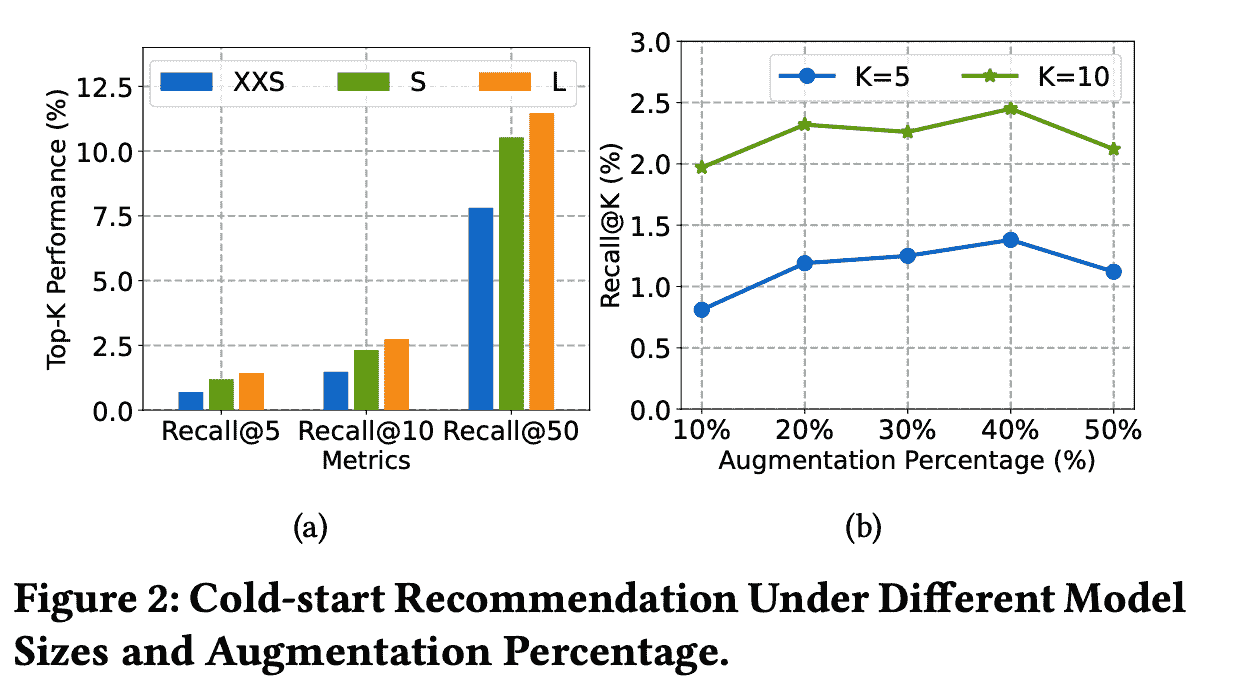 XXS S L
Top-K Performance (%)
12.5
10.0
7.5
5.0
2.5
0.0
Recall@5 Recall@10 Recall@50
Metrics
(a)
K=5 K=10
Recall@K (%)
3.0
2.5
2.0
1.5
1.0
0.5
0.0
10% 20% 30% 40% 50%
Augmentation Percentage (%)
(b)
Figure 2: Cold-start Recommendation Under Different Model
Sizes and Augmentation Percentage.